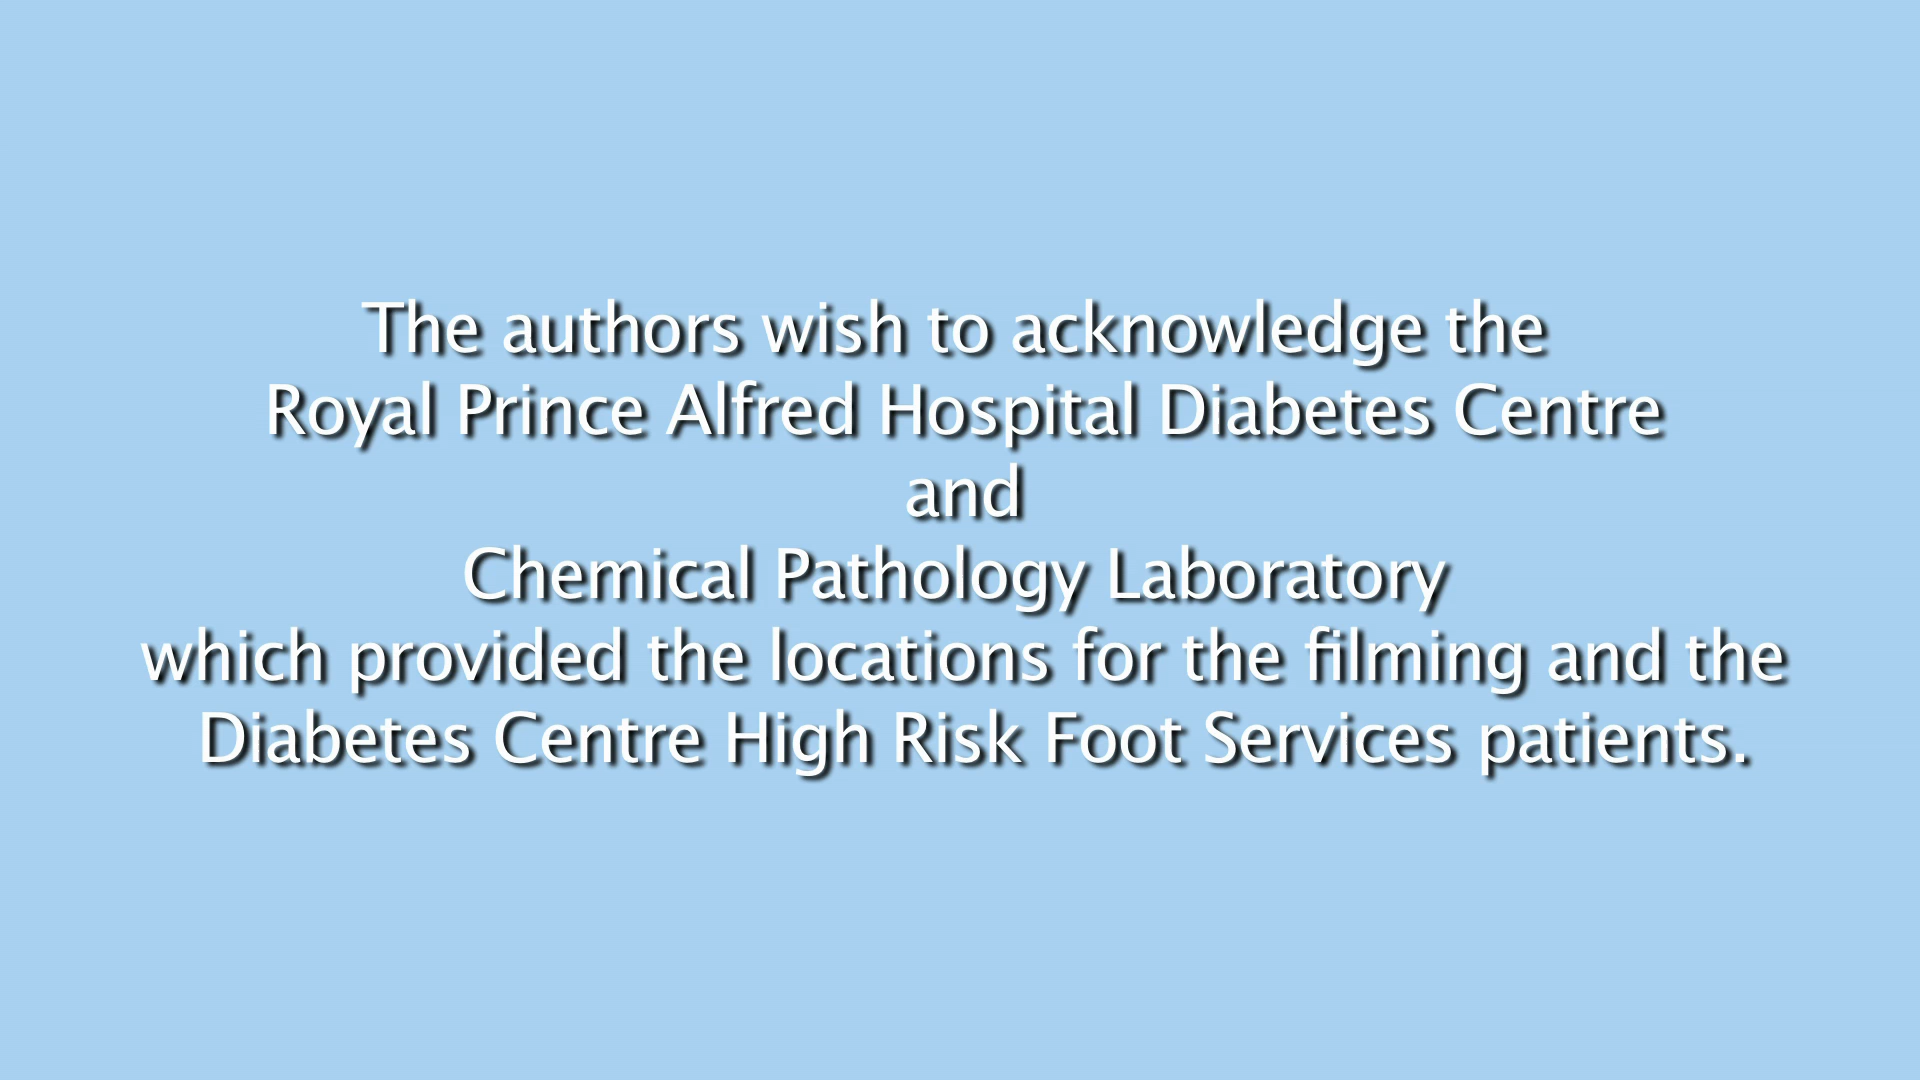 The authors wish to acknowledge the
Royal Prince Alfred Hospital Diabetes Centre
and
Chemical Pathology Laboratory
which provided the locations for the filming and the
Diabetes Centre High Risk Foot Services patients.